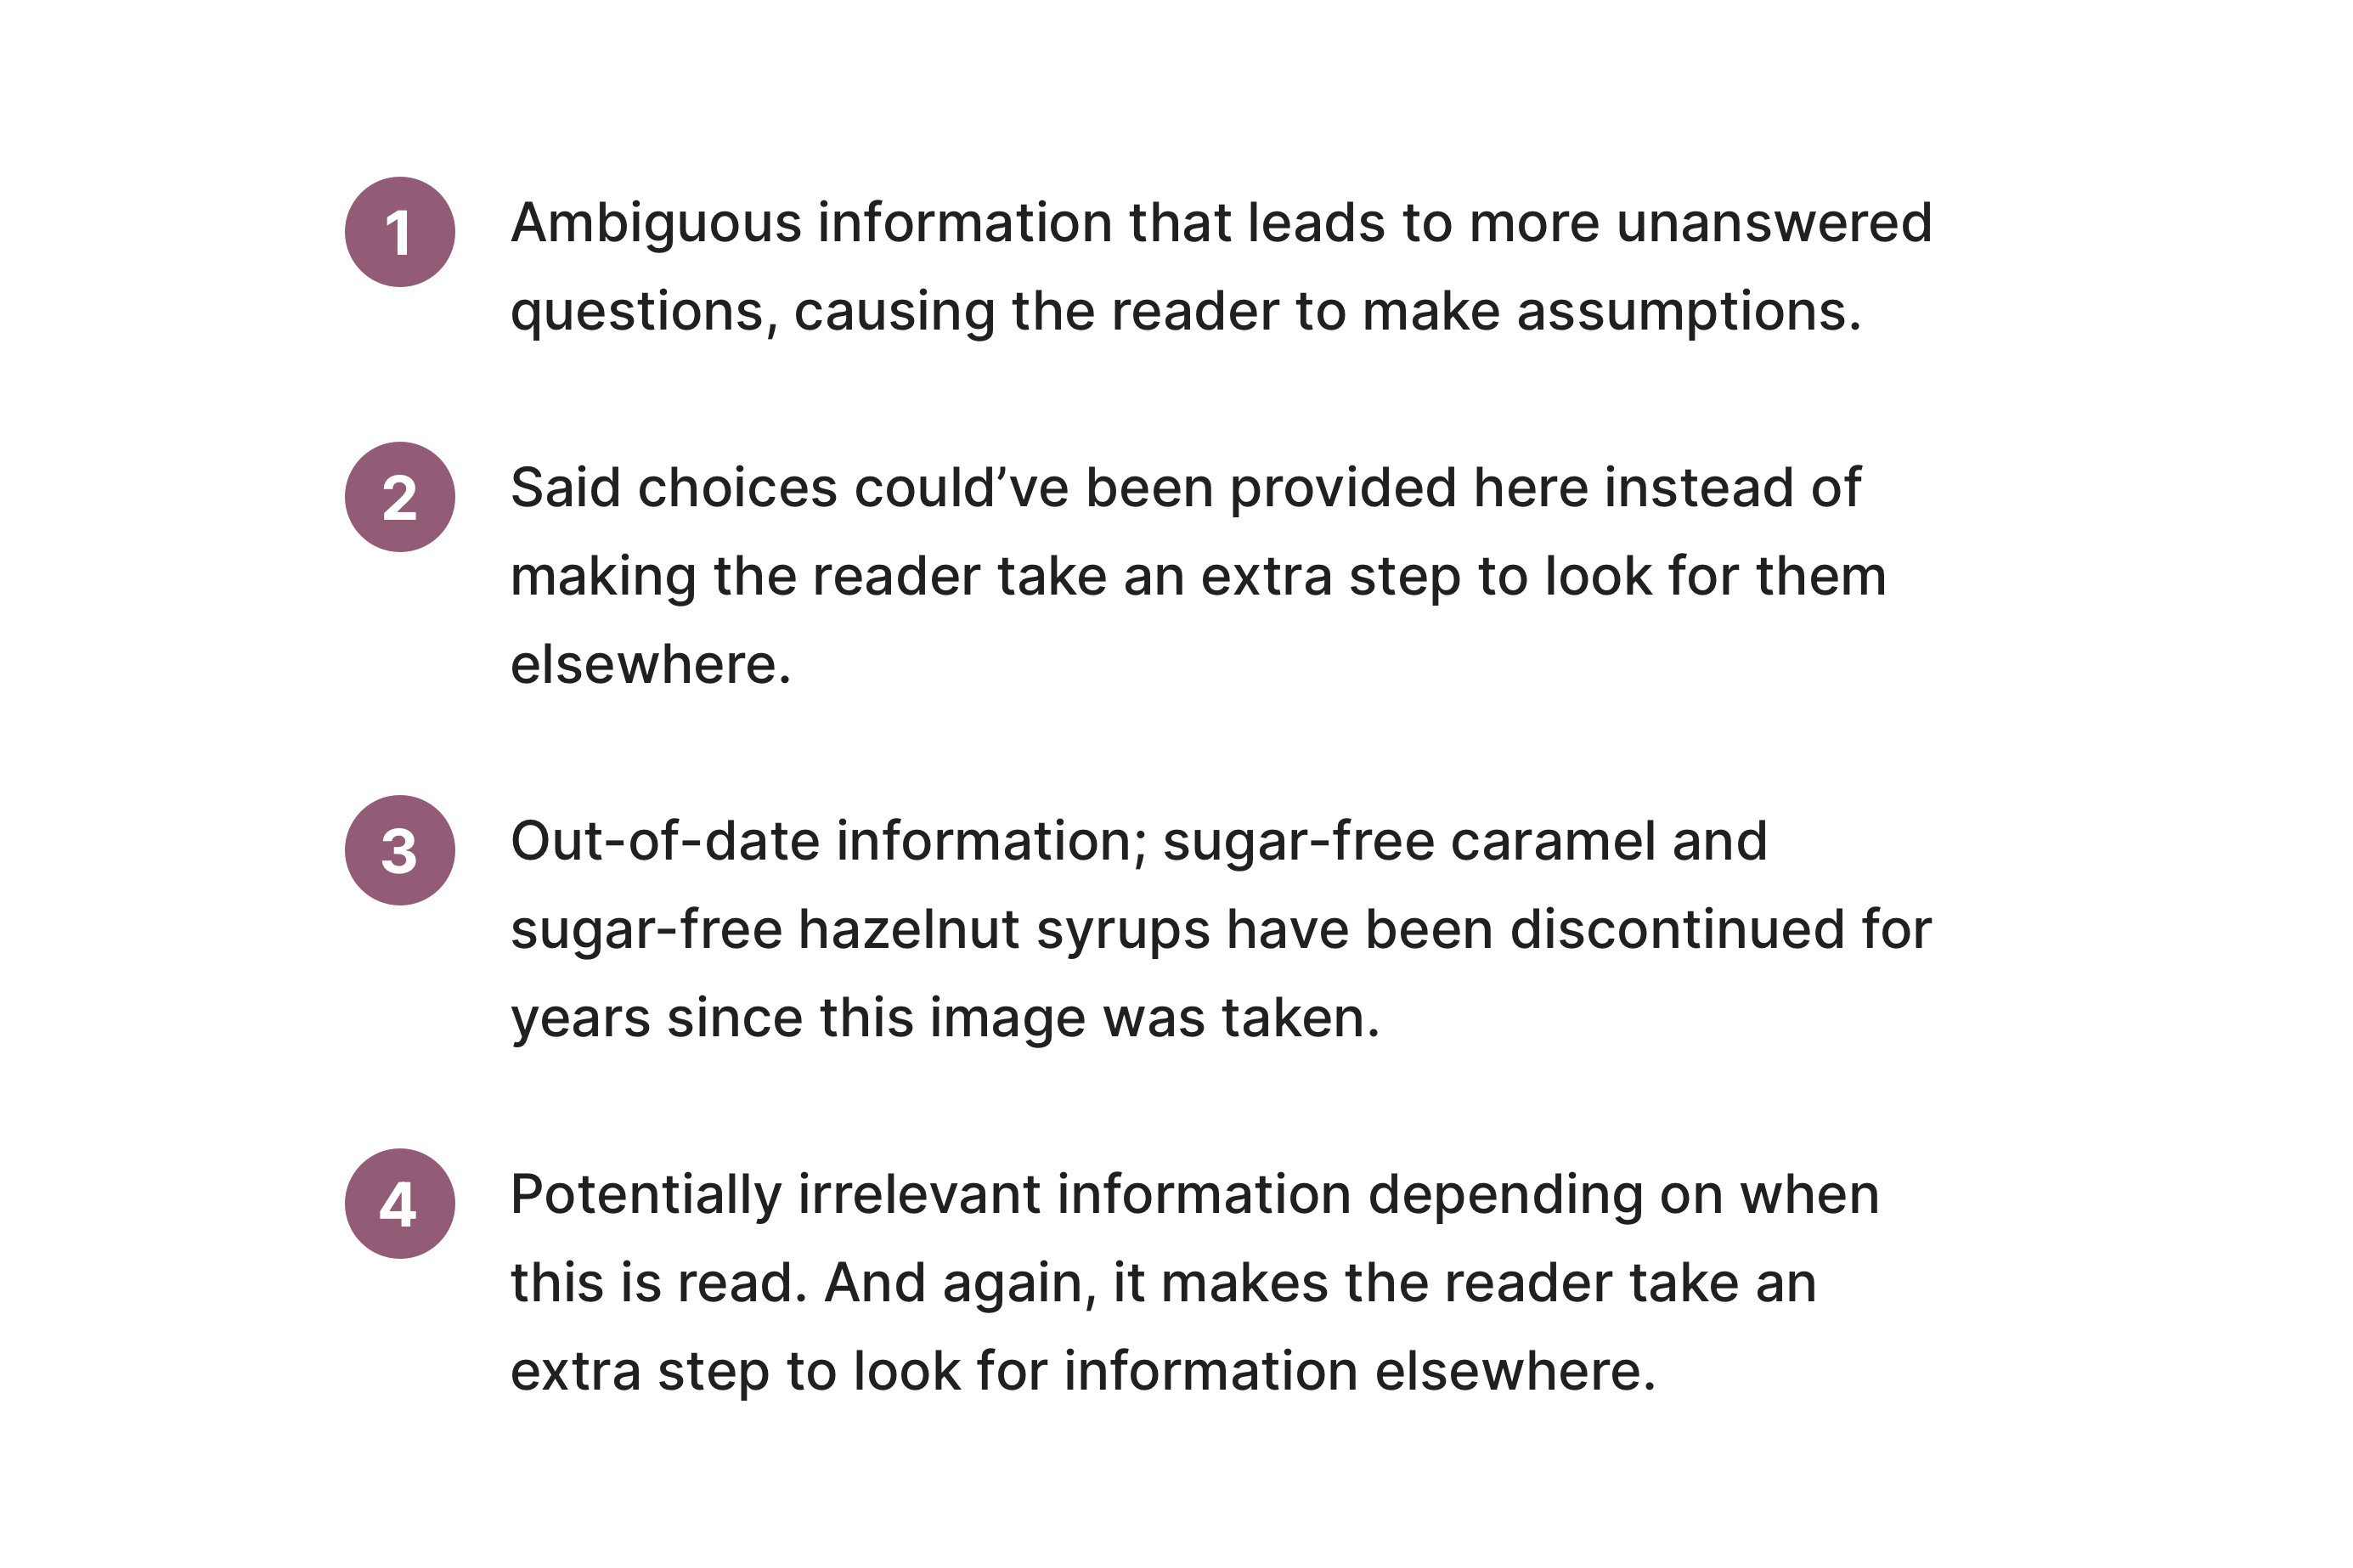 1
Ambiguous information that leads to more unanswered
questions, causing the reader to make assumptions.
2
Said choices could’ve been provided here instead of
making the reader take an extra step to look for them
elsewhere.
3
Out-of-date information; sugar-free caramel and
sugar-free hazelnut syrups have been discontinued for
years since this image was taken.
4
Potentially irrelevant information depending on when
this is read. And again, it makes the reader take an
extra step to look for information elsewhere.